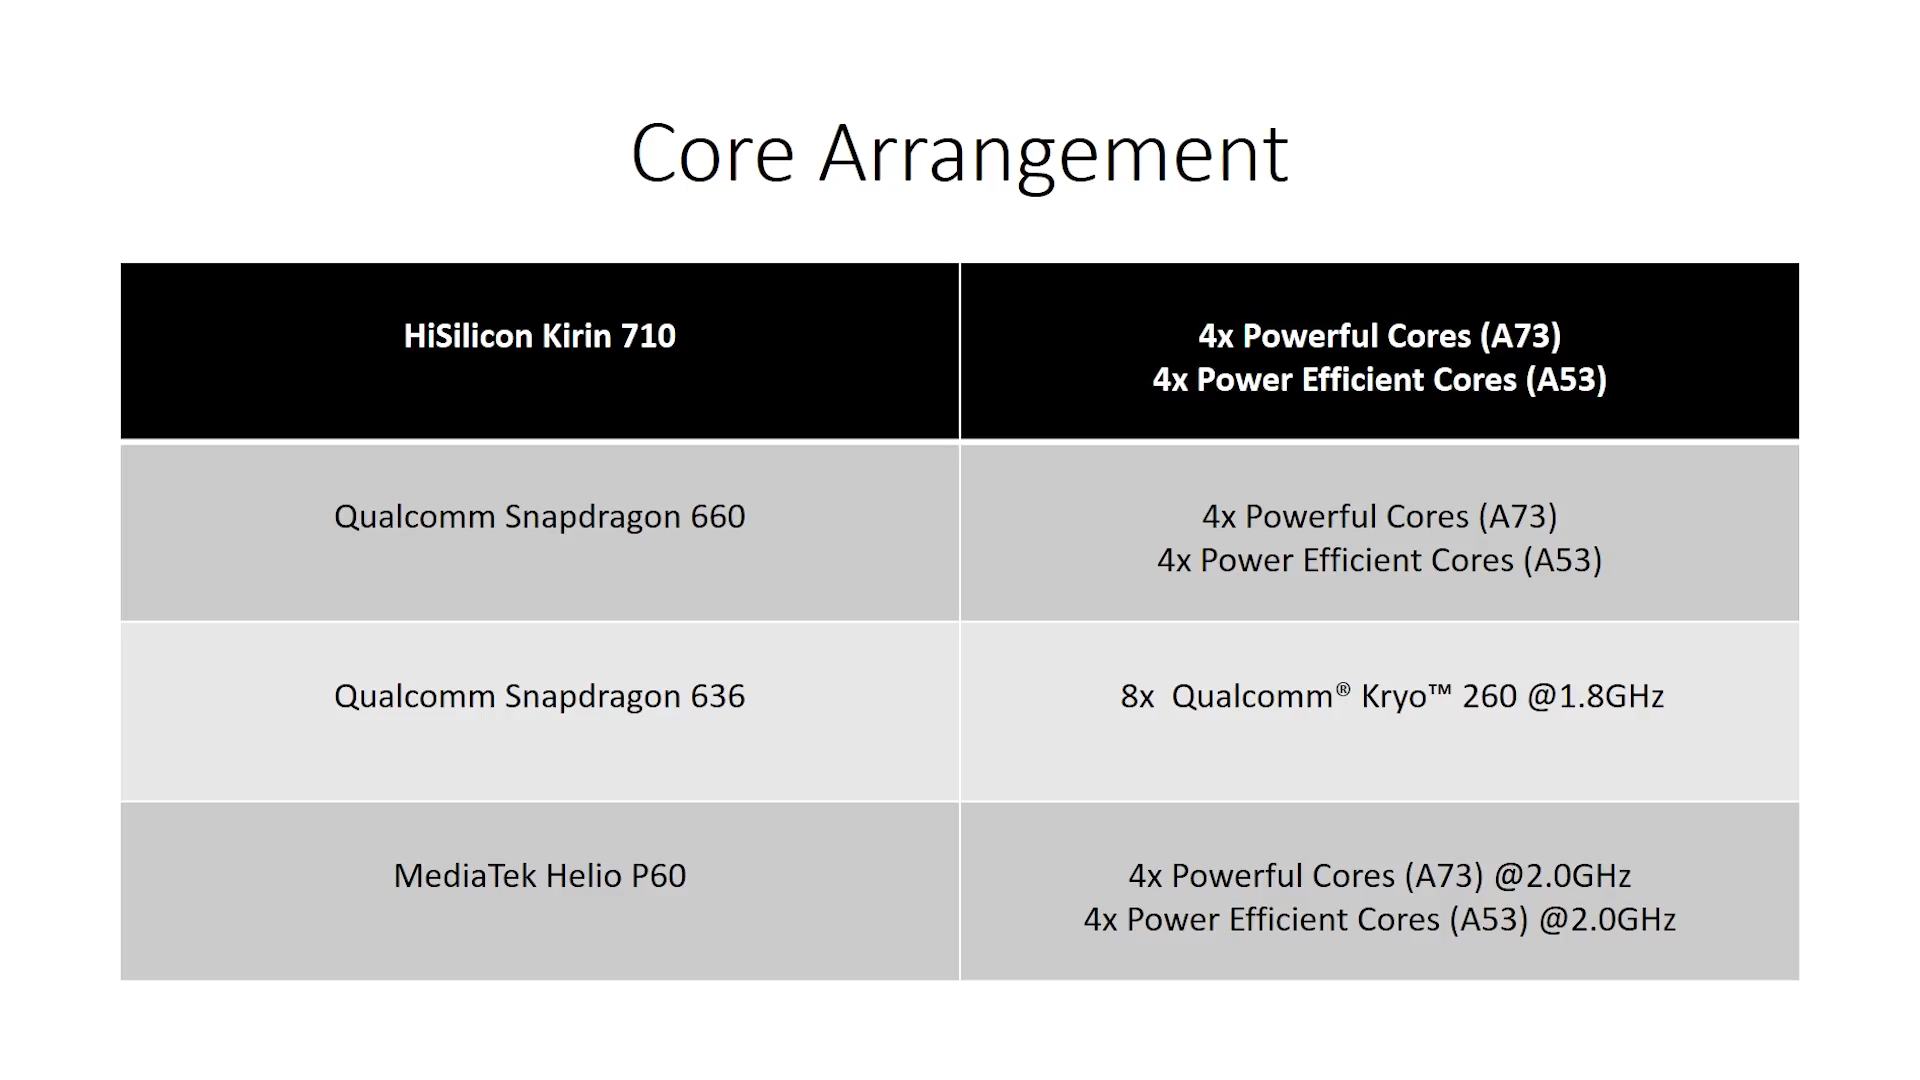 Core Arrangement
HiSilicon Kirin 710
4x Powerful Cores (A73)
4x Power Efficient Cores (A53)
Qualcomm Snapdragon 660
4x Powerful Cores (A73)
4x Power Efficient Cores (A53)
Qualcomm Snapdragon 636
8x  Qualcomm® Kryo™ 260 @1.8GHz
MediaTek Helio P60
4x Powerful Cores (A73) @2.0GHz
4x Power Efficient Cores (A53) @2.0GHz